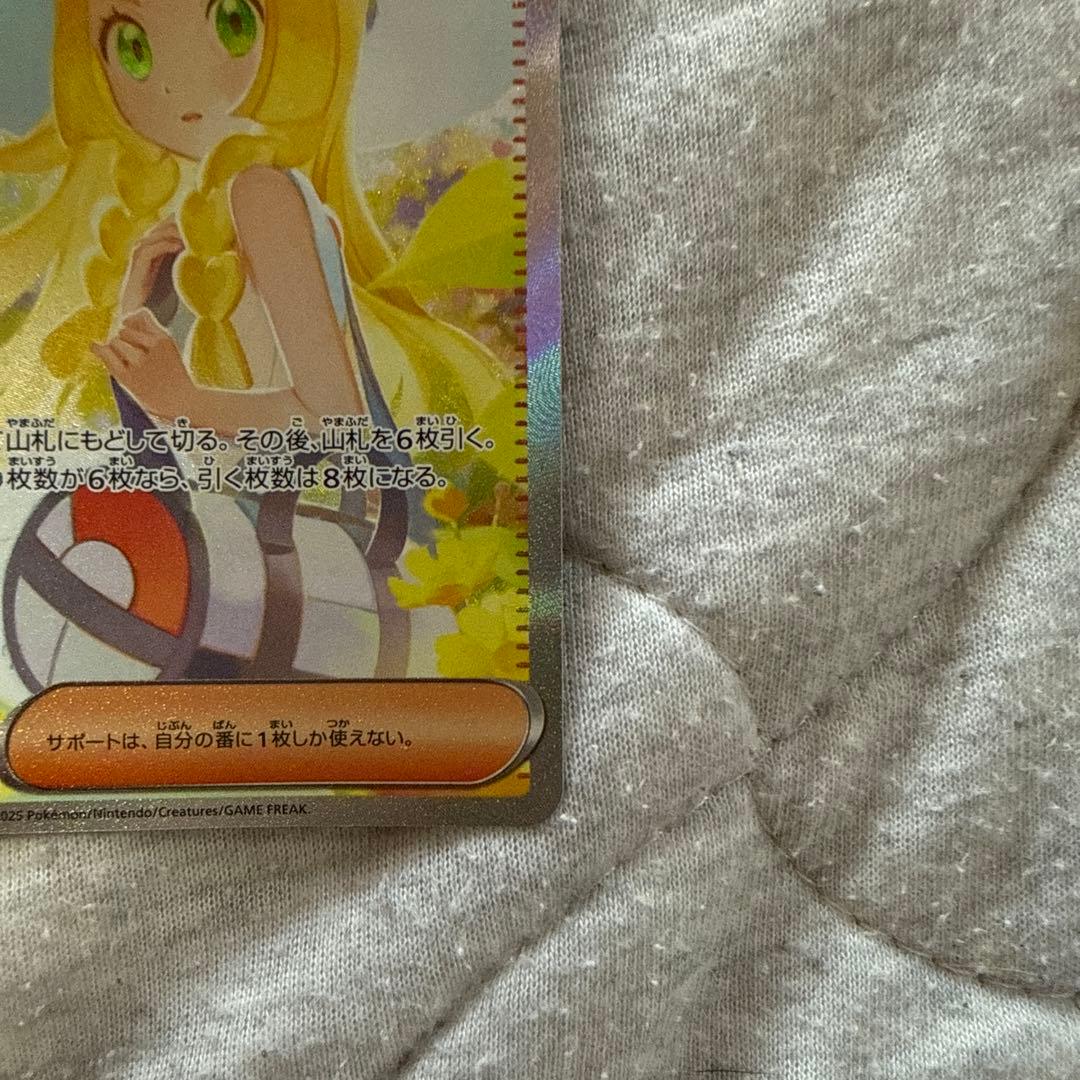 山札にもどして切る。その後、山札を6枚引く。
枚数が6枚なら、引く枚数は8枚になる。
サポートは、自分の番に1枚しか使えない。
025 Pokémon/Nintendo/Creatures/GAME FREAK.